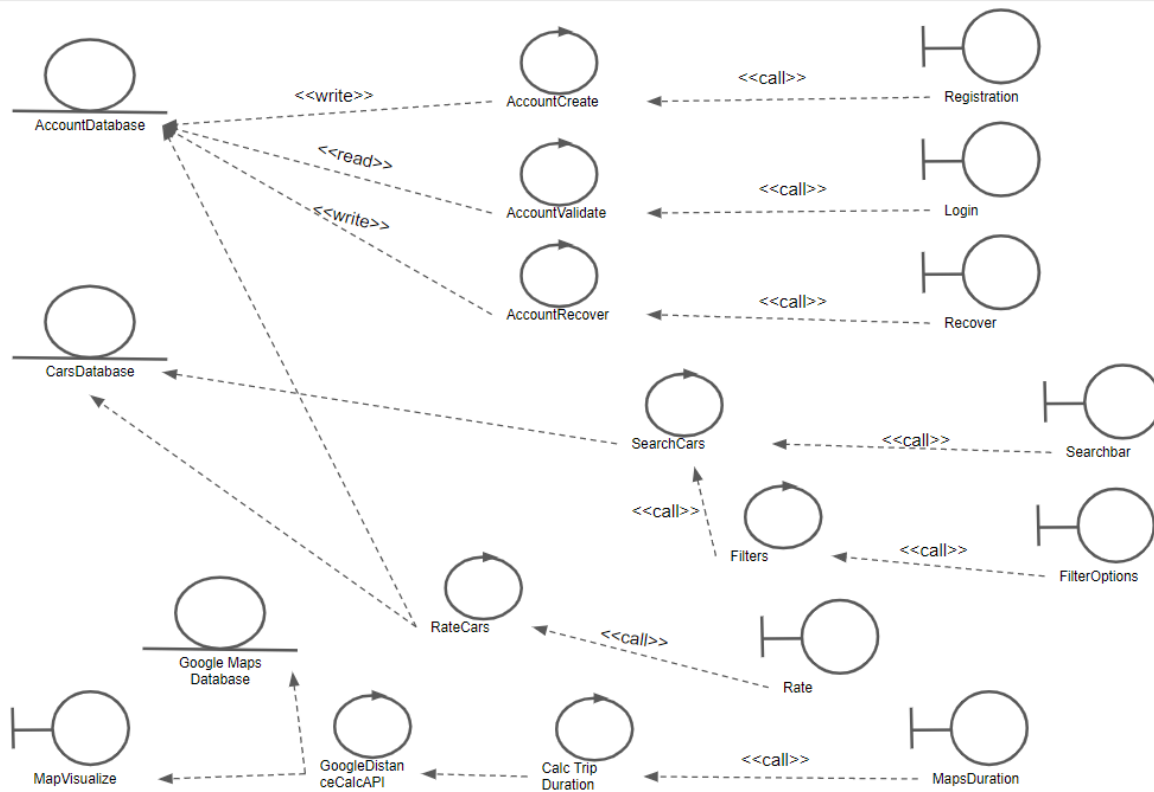 <<write>>
<<call>>
AccountCreate
Registration
AccountDatabase
<<read>>
<<call>>
AccountValidate
Login
<<write>>
<<call>>
AccountRecover
Recover
CarsDatabase
SearchCars
<<call>>
Searchbar
<<call>>
Filters
<<call>>
FilterOptions
RateCars
<<call>>
Rate
Google Maps
Database
MapVisualize
GoogleDistan
ceCalcAPI
Calc Trip
Duration
<<call>>
MapsDuration